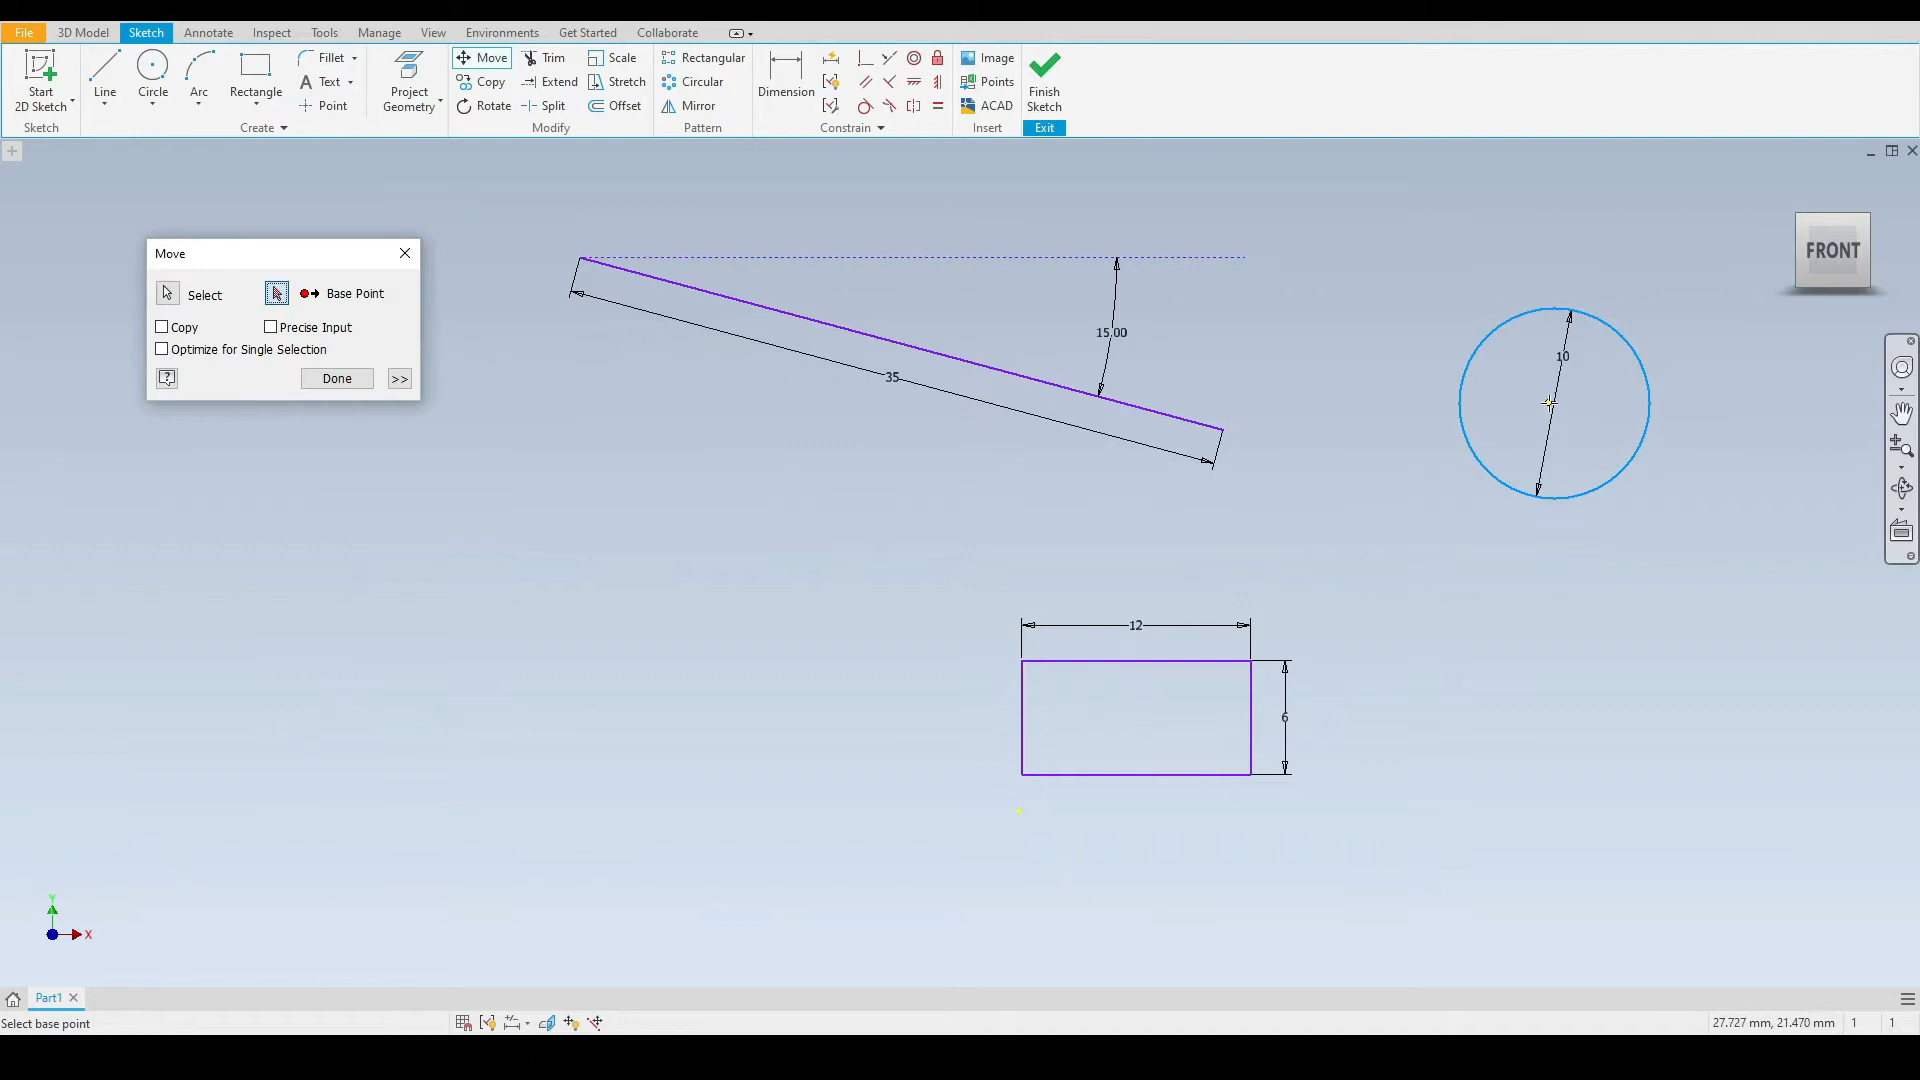 File 3D Model Sketch Annotate Inspect Tools Manage View Environments Get Started Collaborate
Start
2D Sketch
Line
Circle
Arc
Rectangle
Fillet
Text
Point
Project
Geometry
Move
Copy
Rotate
Trim
Extend
Split
Scale
Stretch
Offset
Rectangular
Circular
Mirror
Dimension
Image
Points
ACAD
Finish
Sketch
Sketch Create Modify Pattern Constrain Insert Exit
Move
Select Base Point
Copy Precise Input
Optimize for Single Selection
Done >>
15.00
35
10
FRONT
12
6
Y
X
Part1
Select base point
27.727 mm, 21.470 mm 1 1